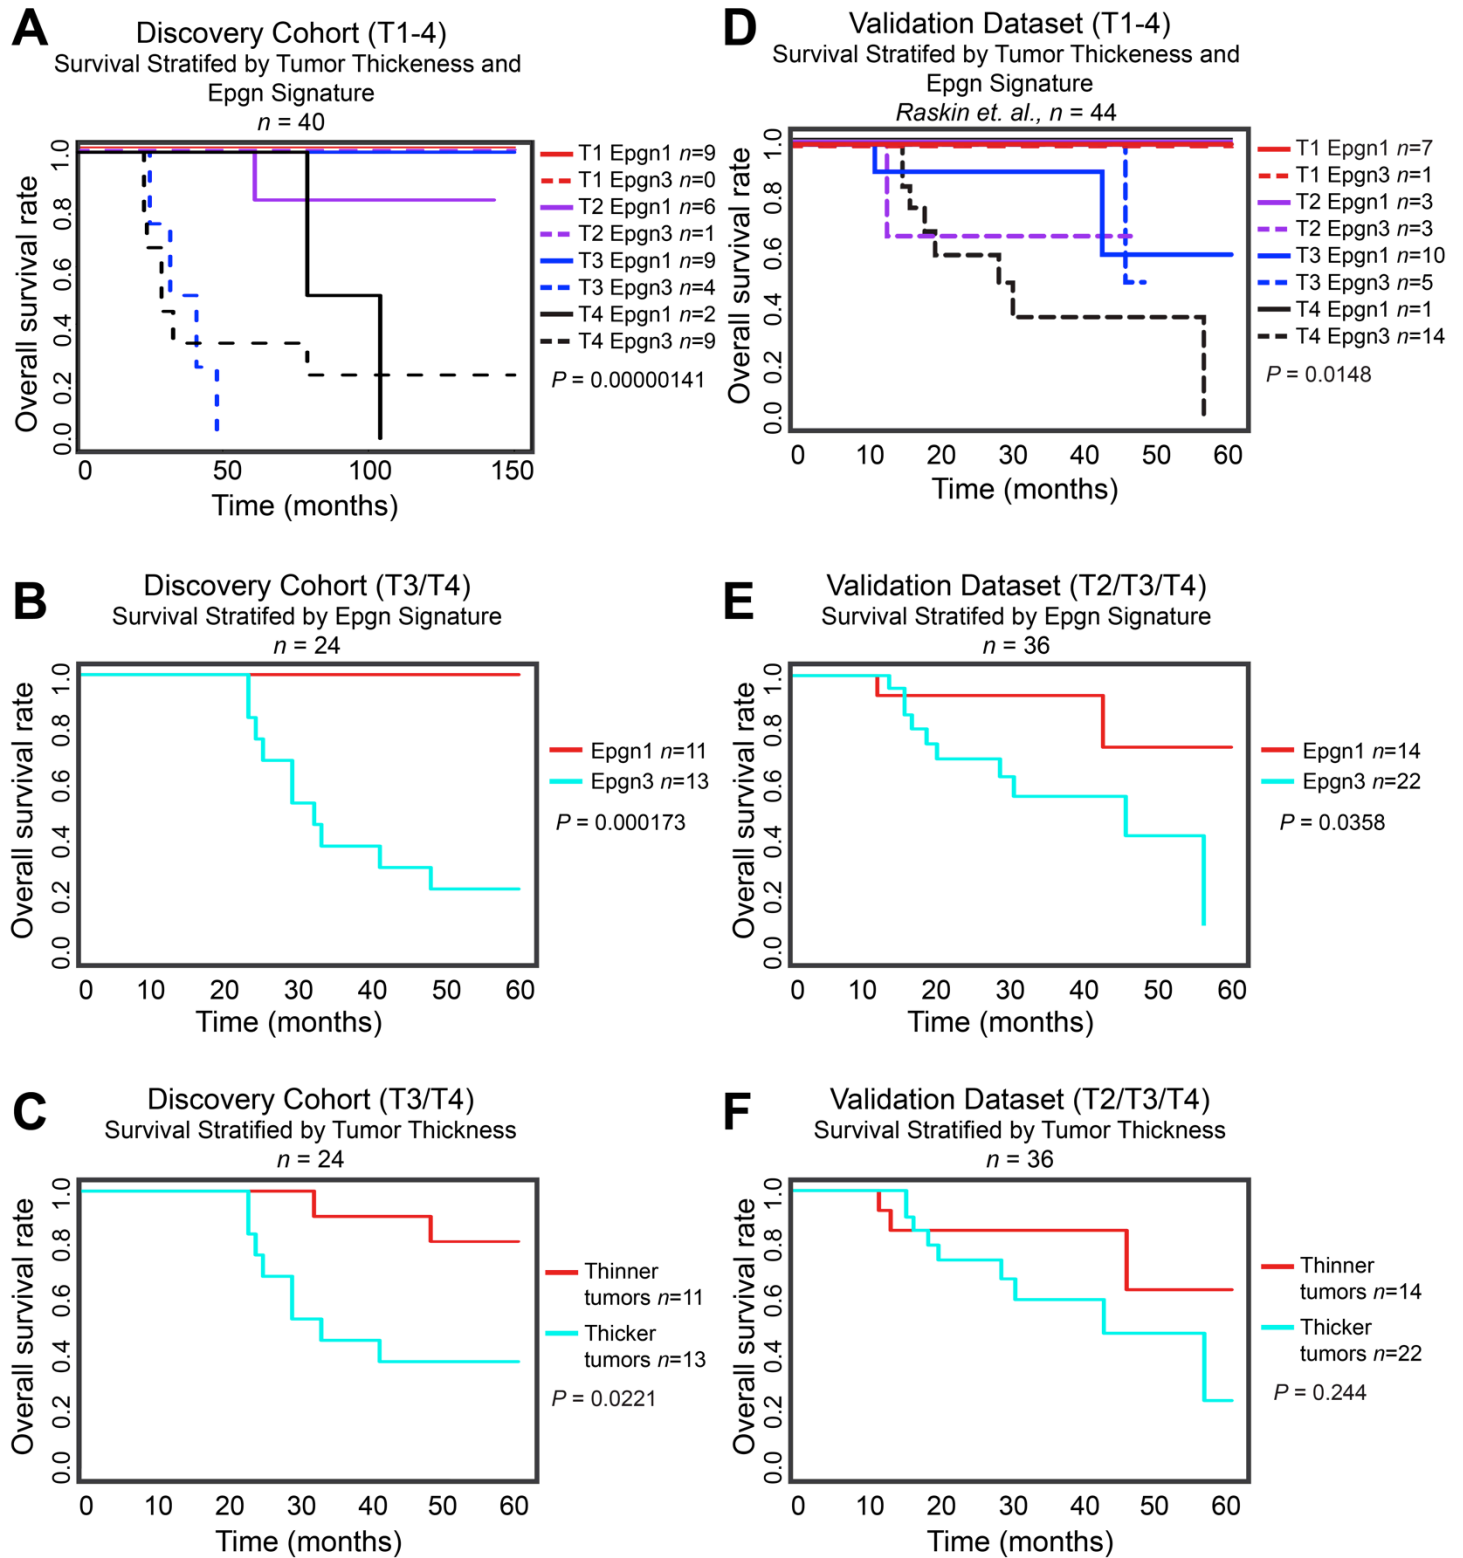 A
Discovery Cohort (T1-4)
Survival Stratifed by Tumor Thickeness and
Epgn Signature
n = 40
Overall survival rate
1.0
0.8
0.6
0.4
0.2
0.0
0 50 100 150
Time (months)
T1 Epgn1 n=9
T1 Epgn3 n=0
T2 Epgn1 n=6
T2 Epgn3 n=1
T3 Epgn1 n=9
T3 Epgn3 n=4
T4 Epgn1 n=2
T4 Epgn3 n=9
P = 0.00000141
D
Validation Dataset (T1-4)
Survival Stratifed by Tumor Thickeness and
Epgn Signature
Raskin et. al., n = 44
Overall survival rate
1.0
0.8
0.6
0.4
0.2
0.0
0 10 20 30 40 50 60
Time (months)
T1 Epgn1 n=7
T1 Epgn3 n=1
T2 Epgn1 n=3
T2 Epgn3 n=3
T3 Epgn1 n=10
T3 Epgn3 n=5
T4 Epgn1 n=1
T4 Epgn3 n=14
P = 0.0148
B
Discovery Cohort (T3/T4)
Survival Stratifed by Epgn Signature
n = 24
Overall survival rate
1.0
0.8
0.6
0.4
0.2
0.0
0 10 20 30 40 50 60
Time (months)
Epgn1 n=11
Epgn3 n=13
P = 0.000173
E
Validation Dataset (T2/T3/T4)
Survival Stratifed by Epgn Signature
n = 36
Overall survival rate
1.0
0.8
0.6
0.4
0.2
0.0
0 10 20 30 40 50 60
Time (months)
Epgn1 n=14
Epgn3 n=22
P = 0.0358
C
Discovery Cohort (T3/T4)
Survival Stratified by Tumor Thickness
n = 24
Overall survival rate
1.0
0.8
0.6
0.4
0.2
0.0
0 10 20 30 40 50 60
Time (months)
Thinner
tumors n=11
Thicker
tumors n=13
P = 0.0221
F
Validation Dataset (T2/T3/T4)
Survival Stratified by Tumor Thickness
n = 36
Overall survival rate
1.0
0.8
0.6
0.4
0.2
0.0
0 10 20 30 40 50 60
Time (months)
Thinner
tumors n=14
Thicker
tumors n=22
P = 0.244